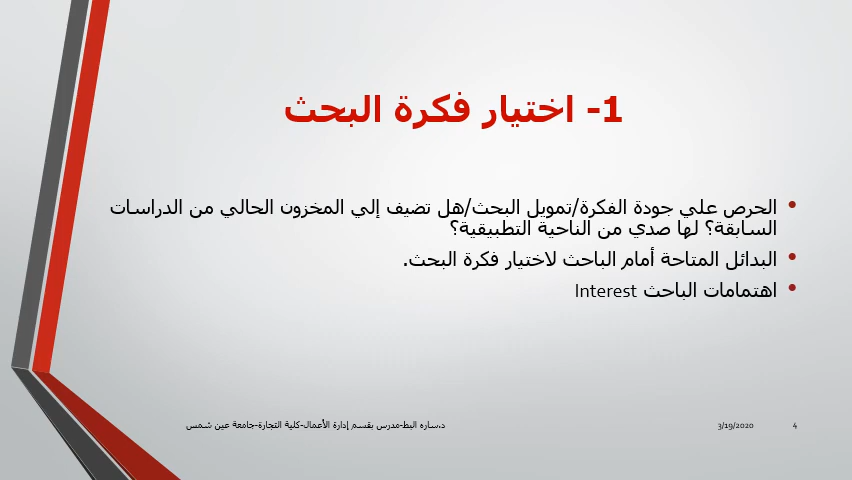 1- اختيار فكرة البحث
الحرص علي جودة الفكرة/تمويل البحث/هل تضيف إلي المخزون الحالي من الدراسات
السابقة؟ لها صدي من الناحية التطبيقية؟
البدائل المتاحة أمام الباحث لاختيار فكرة البحث.
اهتمامات الباحث Interest
د.ساره البط-مدرس بقسم إدارة الأعمال-كلية التجارة-جامعة عين شمس
3/19/2020
4